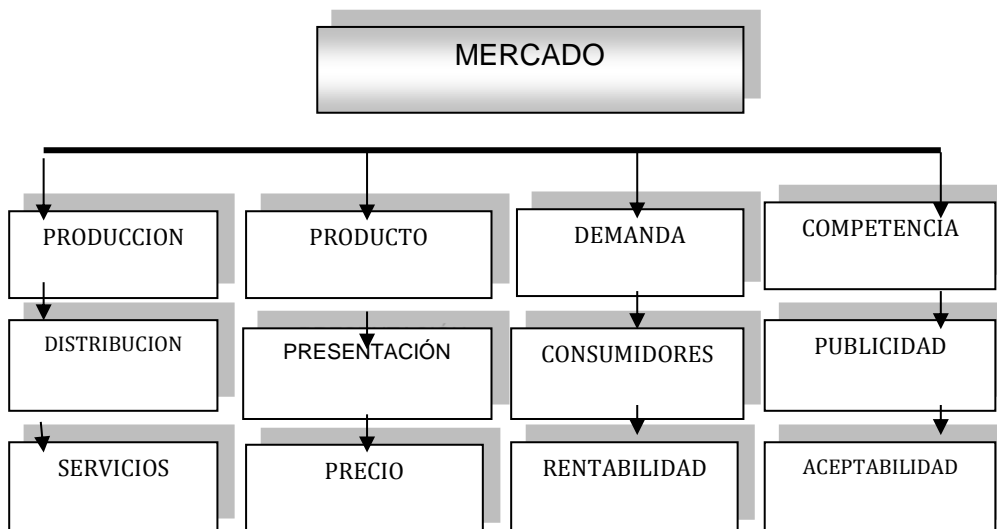 MERCADO
PRODUCCION
PRODUCTO
DEMANDA
COMPETENCIA
DISTRIBUCION
PRESENTACIÓN
CONSUMIDORES
PUBLICIDAD
SERVICIOS
PRECIO
RENTABILIDAD
ACEPTABILIDAD